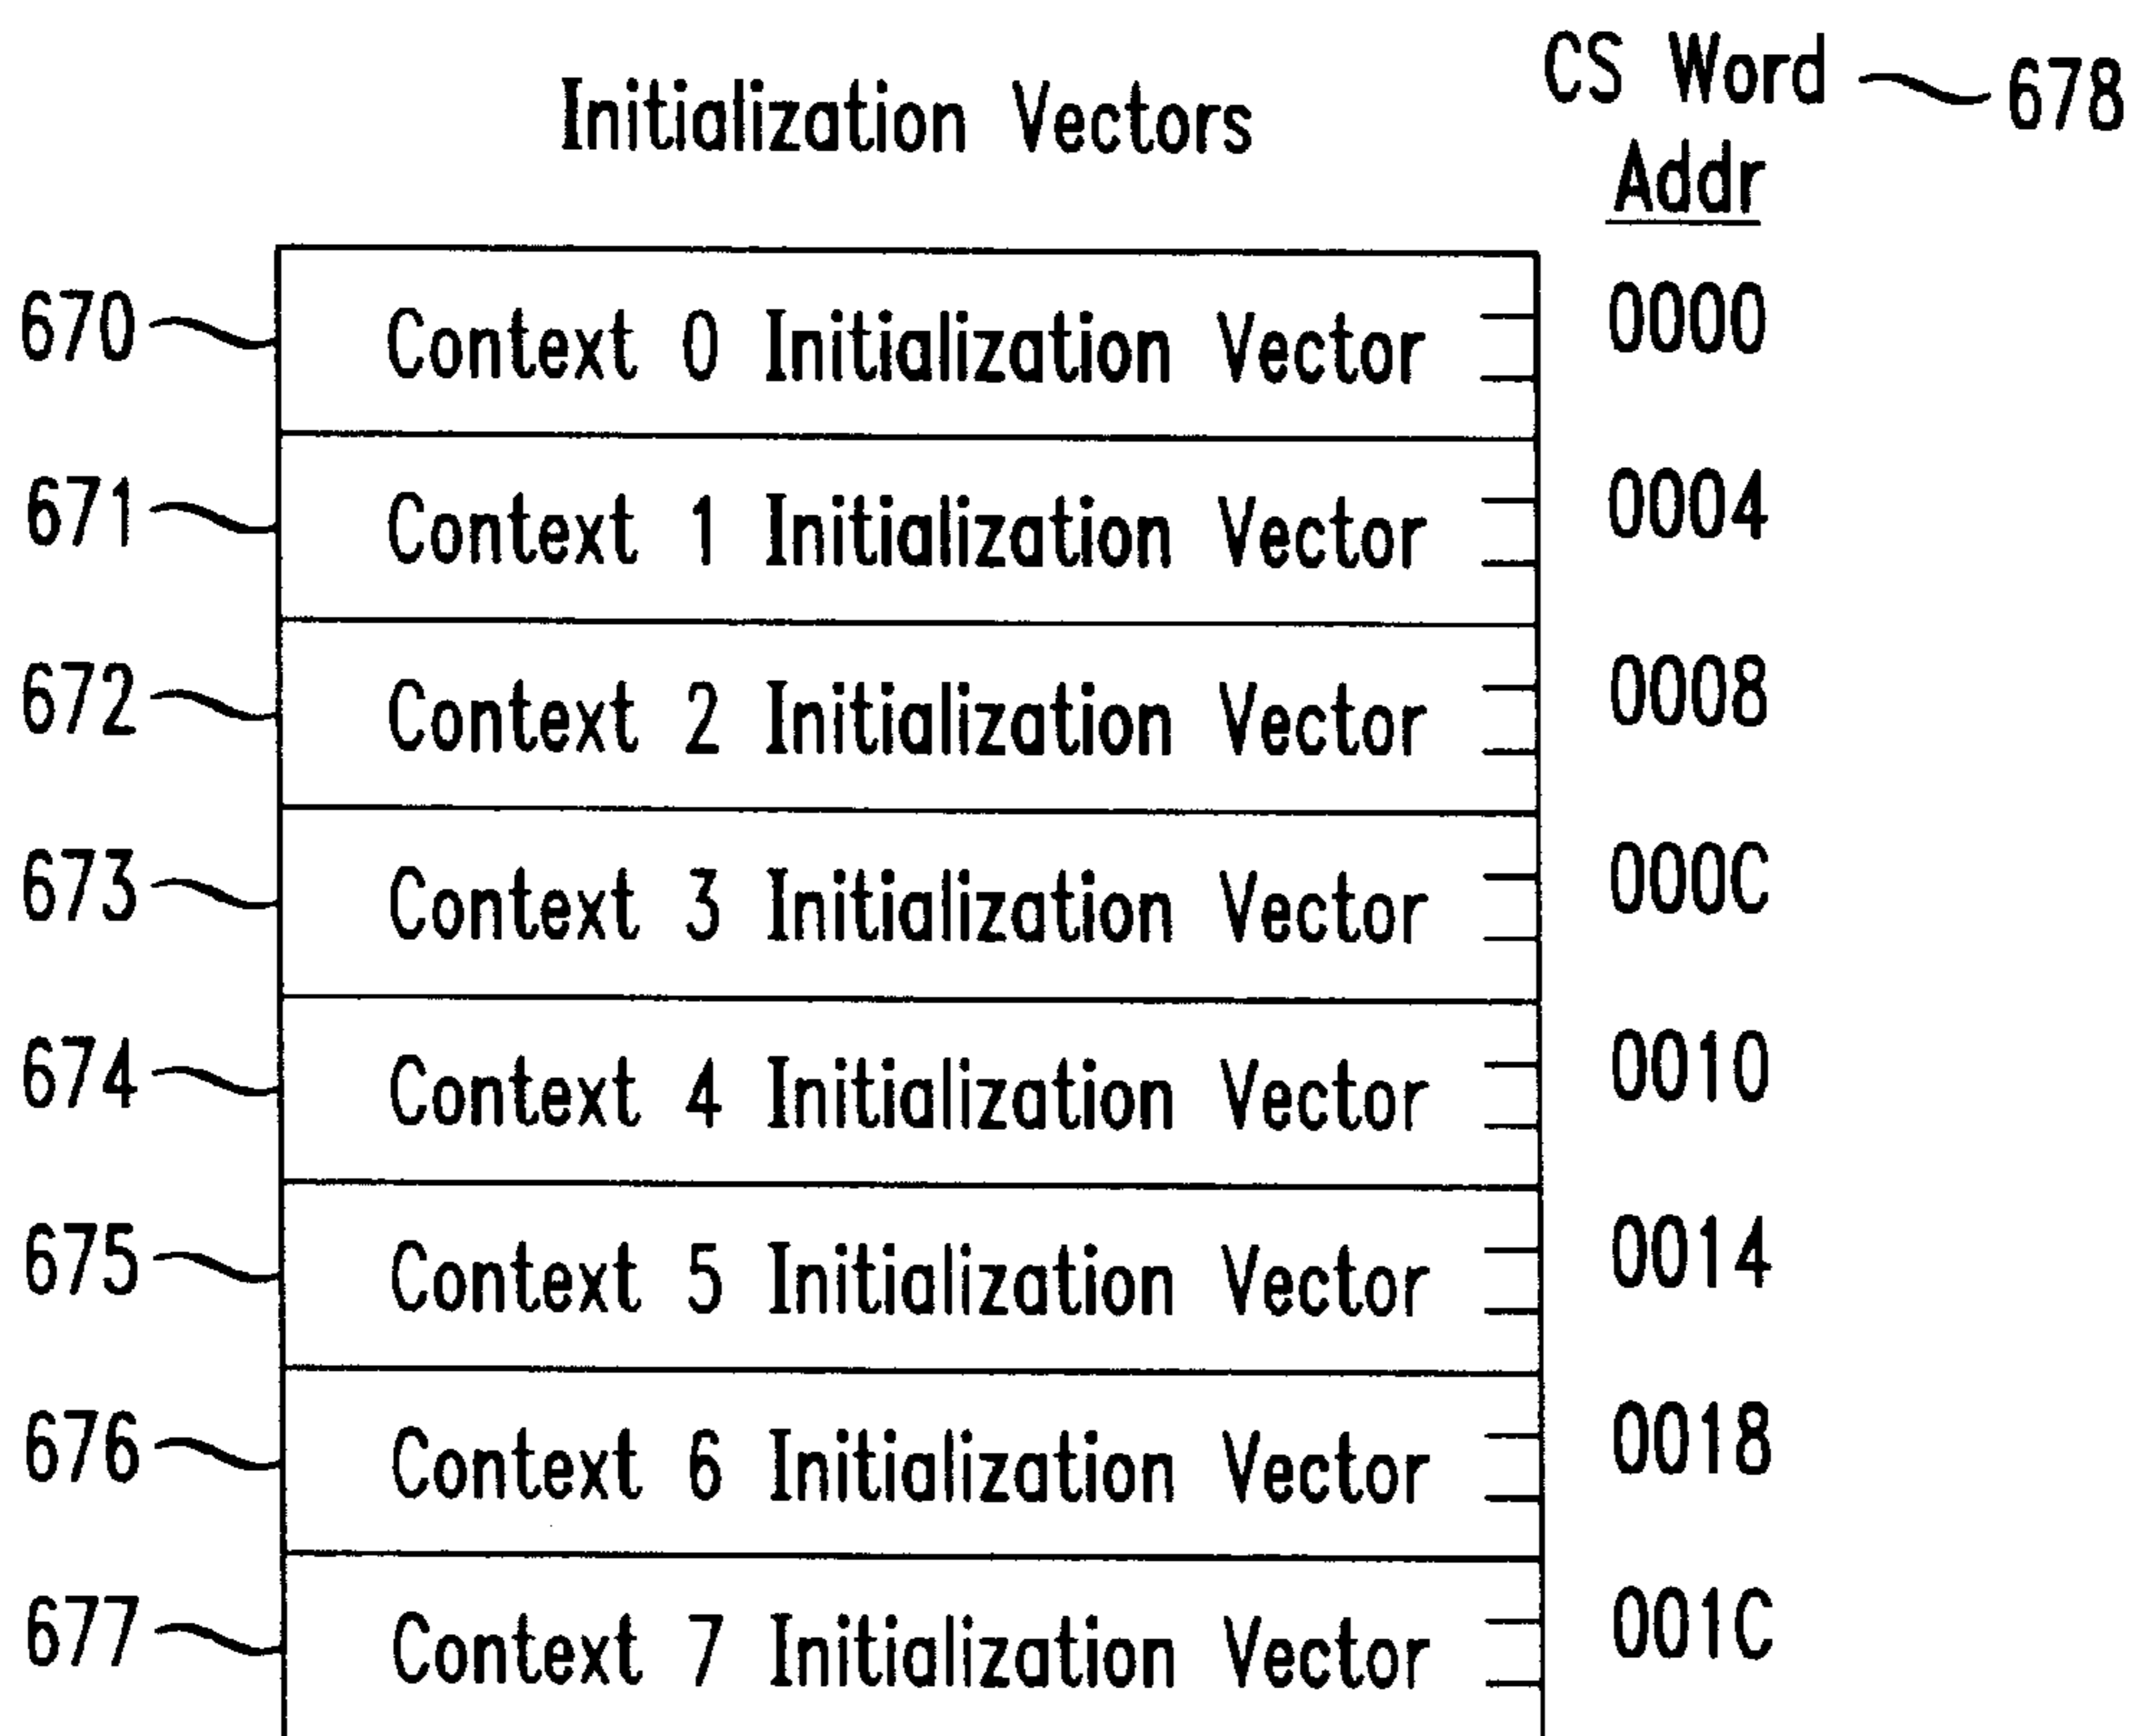 CS Word 678
Initialization Vectors
Addr
670 Context 0 Initialization Vector 0000
671 Context 1 Initialization Vector 0004
672 Context 2 Initialization Vector 0008
673 Context 3 Initialization Vector 000C
674 Context 4 Initialization Vector 0010
675 Context 5 Initialization Vector 0014
676 Context 6 Initialization Vector 0018
677 Context 7 Initialization Vector 001C